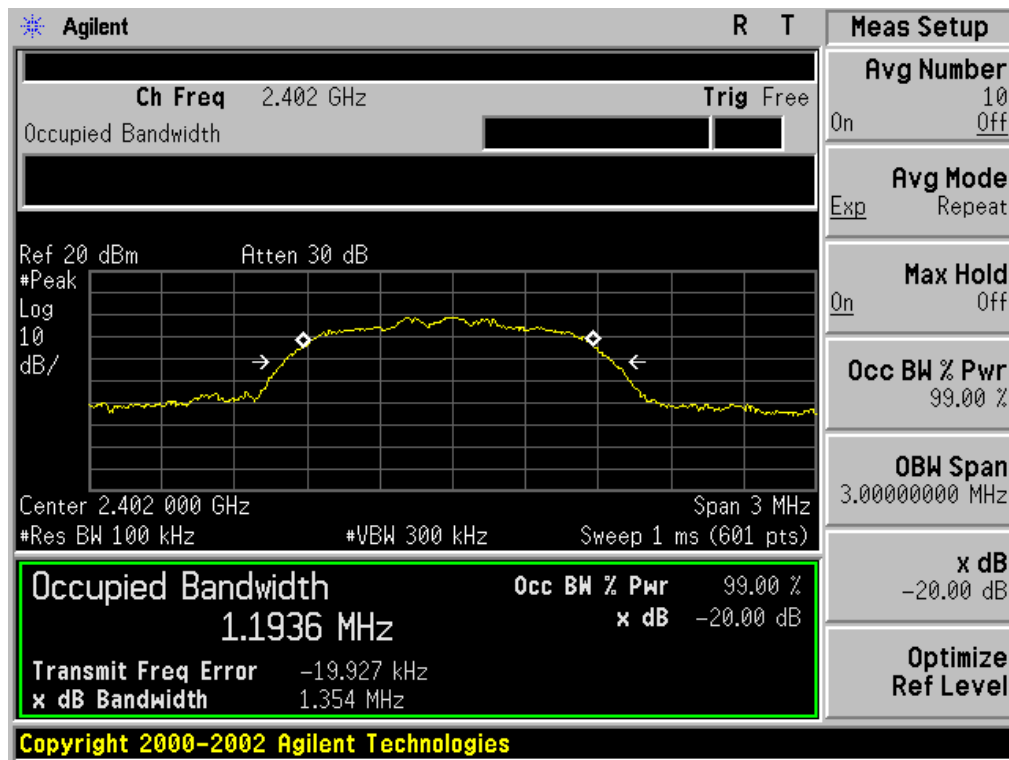 Agilent R T
Ch Freq 2.402 GHz Trig Free
Occupied Bandwidth
Ref 20 dBm Atten 30 dB
#Peak
Log
10
dB/
Center 2.402 000 GHz Span 3 MHz
#Res BW 100 kHz #VBW 300 kHz Sweep 1 ms (601 pts)
Occupied Bandwidth
1.1936 MHz
Occ BW % Pwr 99.00 %
x dB -20.00 dB
Transmit Freq Error -19.927 kHz
x dB Bandwidth 1.354 MHz
Copyright 2000-2002 Agilent Technologies
Meas Setup
Avg Number
10
On Off
Avg Mode
Exp Repeat
Max Hold
On Off
Occ BW % Pwr
99.00 %
OBW Span
3.00000000 MHz
x dB
-20.00 dB
Optimize
Ref Level